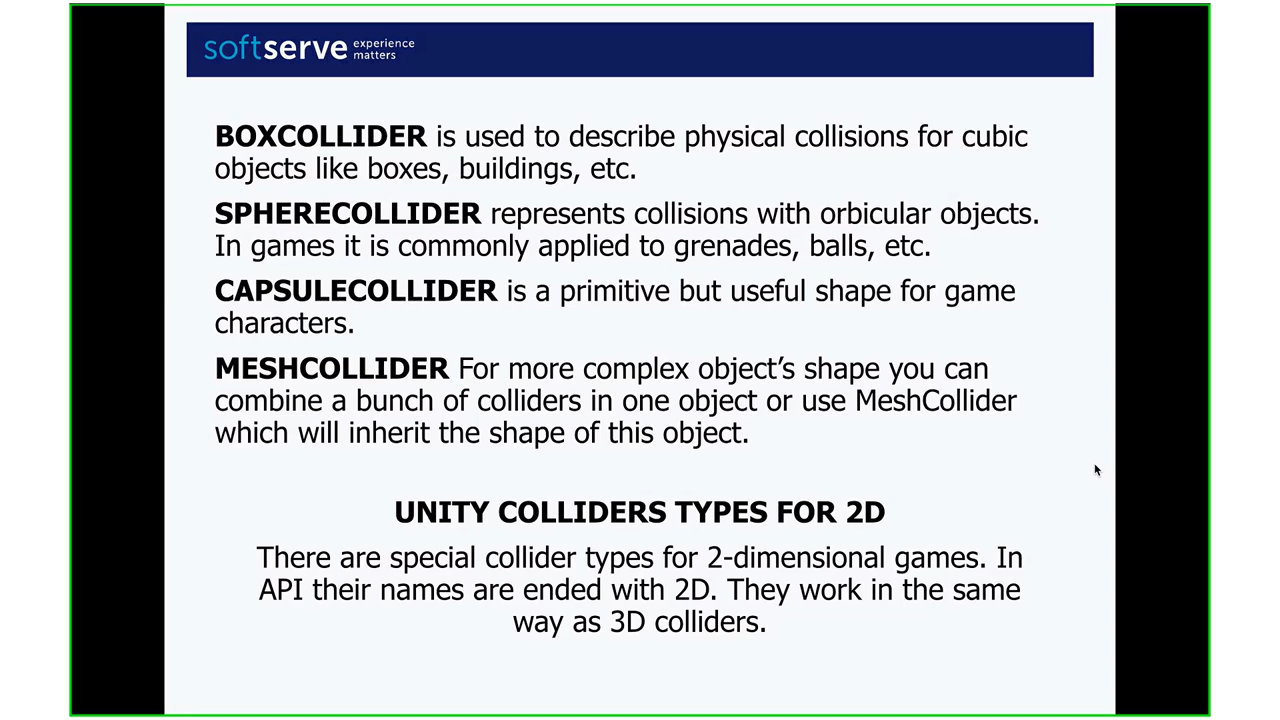 softserve experience matters
BOXCOLLIDER is used to describe physical collisions for cubic
objects like boxes, buildings, etc.
SPHERECOLLIDER represents collisions with orbicular objects.
In games it is commonly applied to grenades, balls, etc.
CAPSULECOLLIDER is a primitive but useful shape for game
characters.
MESHCOLLIDER For more complex object’s shape you can
combine a bunch of colliders in one object or use MeshCollider
which will inherit the shape of this object.
UNITY COLLIDERS TYPES FOR 2D
There are special collider types for 2-dimensional games. In
API their names are ended with 2D. They work in the same
way as 3D colliders.